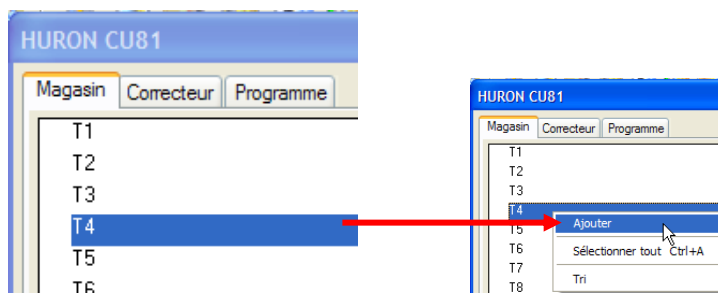 HURON CU81
Magasin Correcteur Programme
T1
T2
T3
T4
T5
T6
HURON CU81
Magasin Correcteur Programme
T1
T2
T3
T4
T5
Ajouter
T6
Sélectionner tout Ctrl+A
T7
Tri
T8